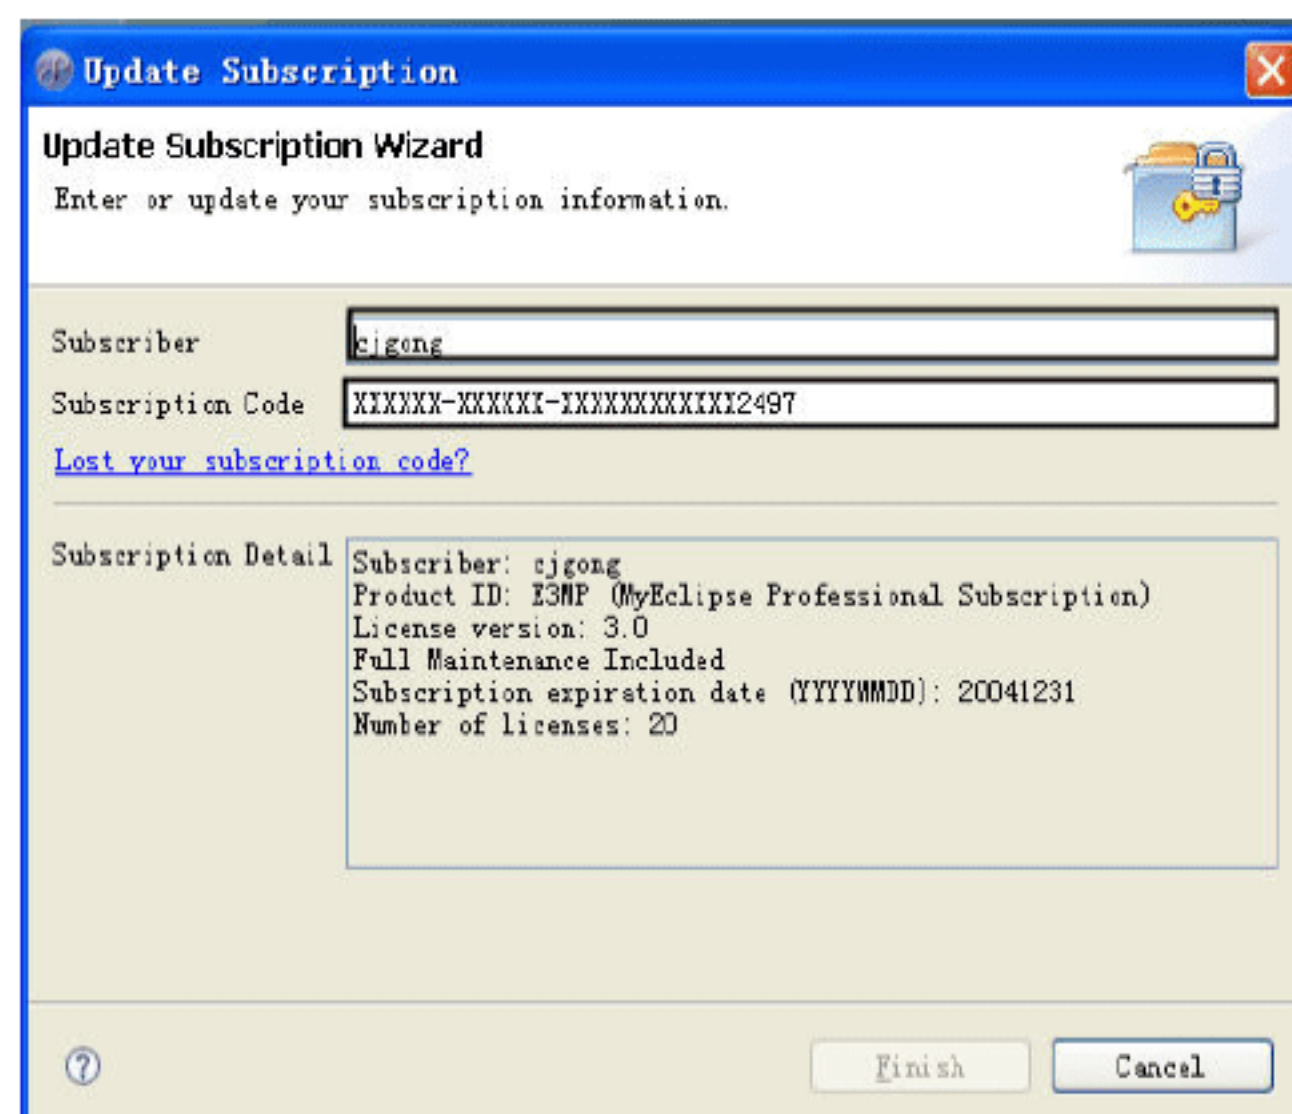 Update Subscription
Update Subscription Wizard
Enter or update your subscription information.
Subscriber cjgong
Subscription Code XXXXXX-XXXXXX-XXXXXXXXXXXX2497
Lost your subscription code?
Subscription Detail
Subscriber: cjgong
Product ID: E3MP (MyEclipse Professional Subscription)
License version: 3.0
Full Maintenance Included
Subscription expiration date (YYYYMMDD): 20041231
Number of licenses: 20
Finish Cancel